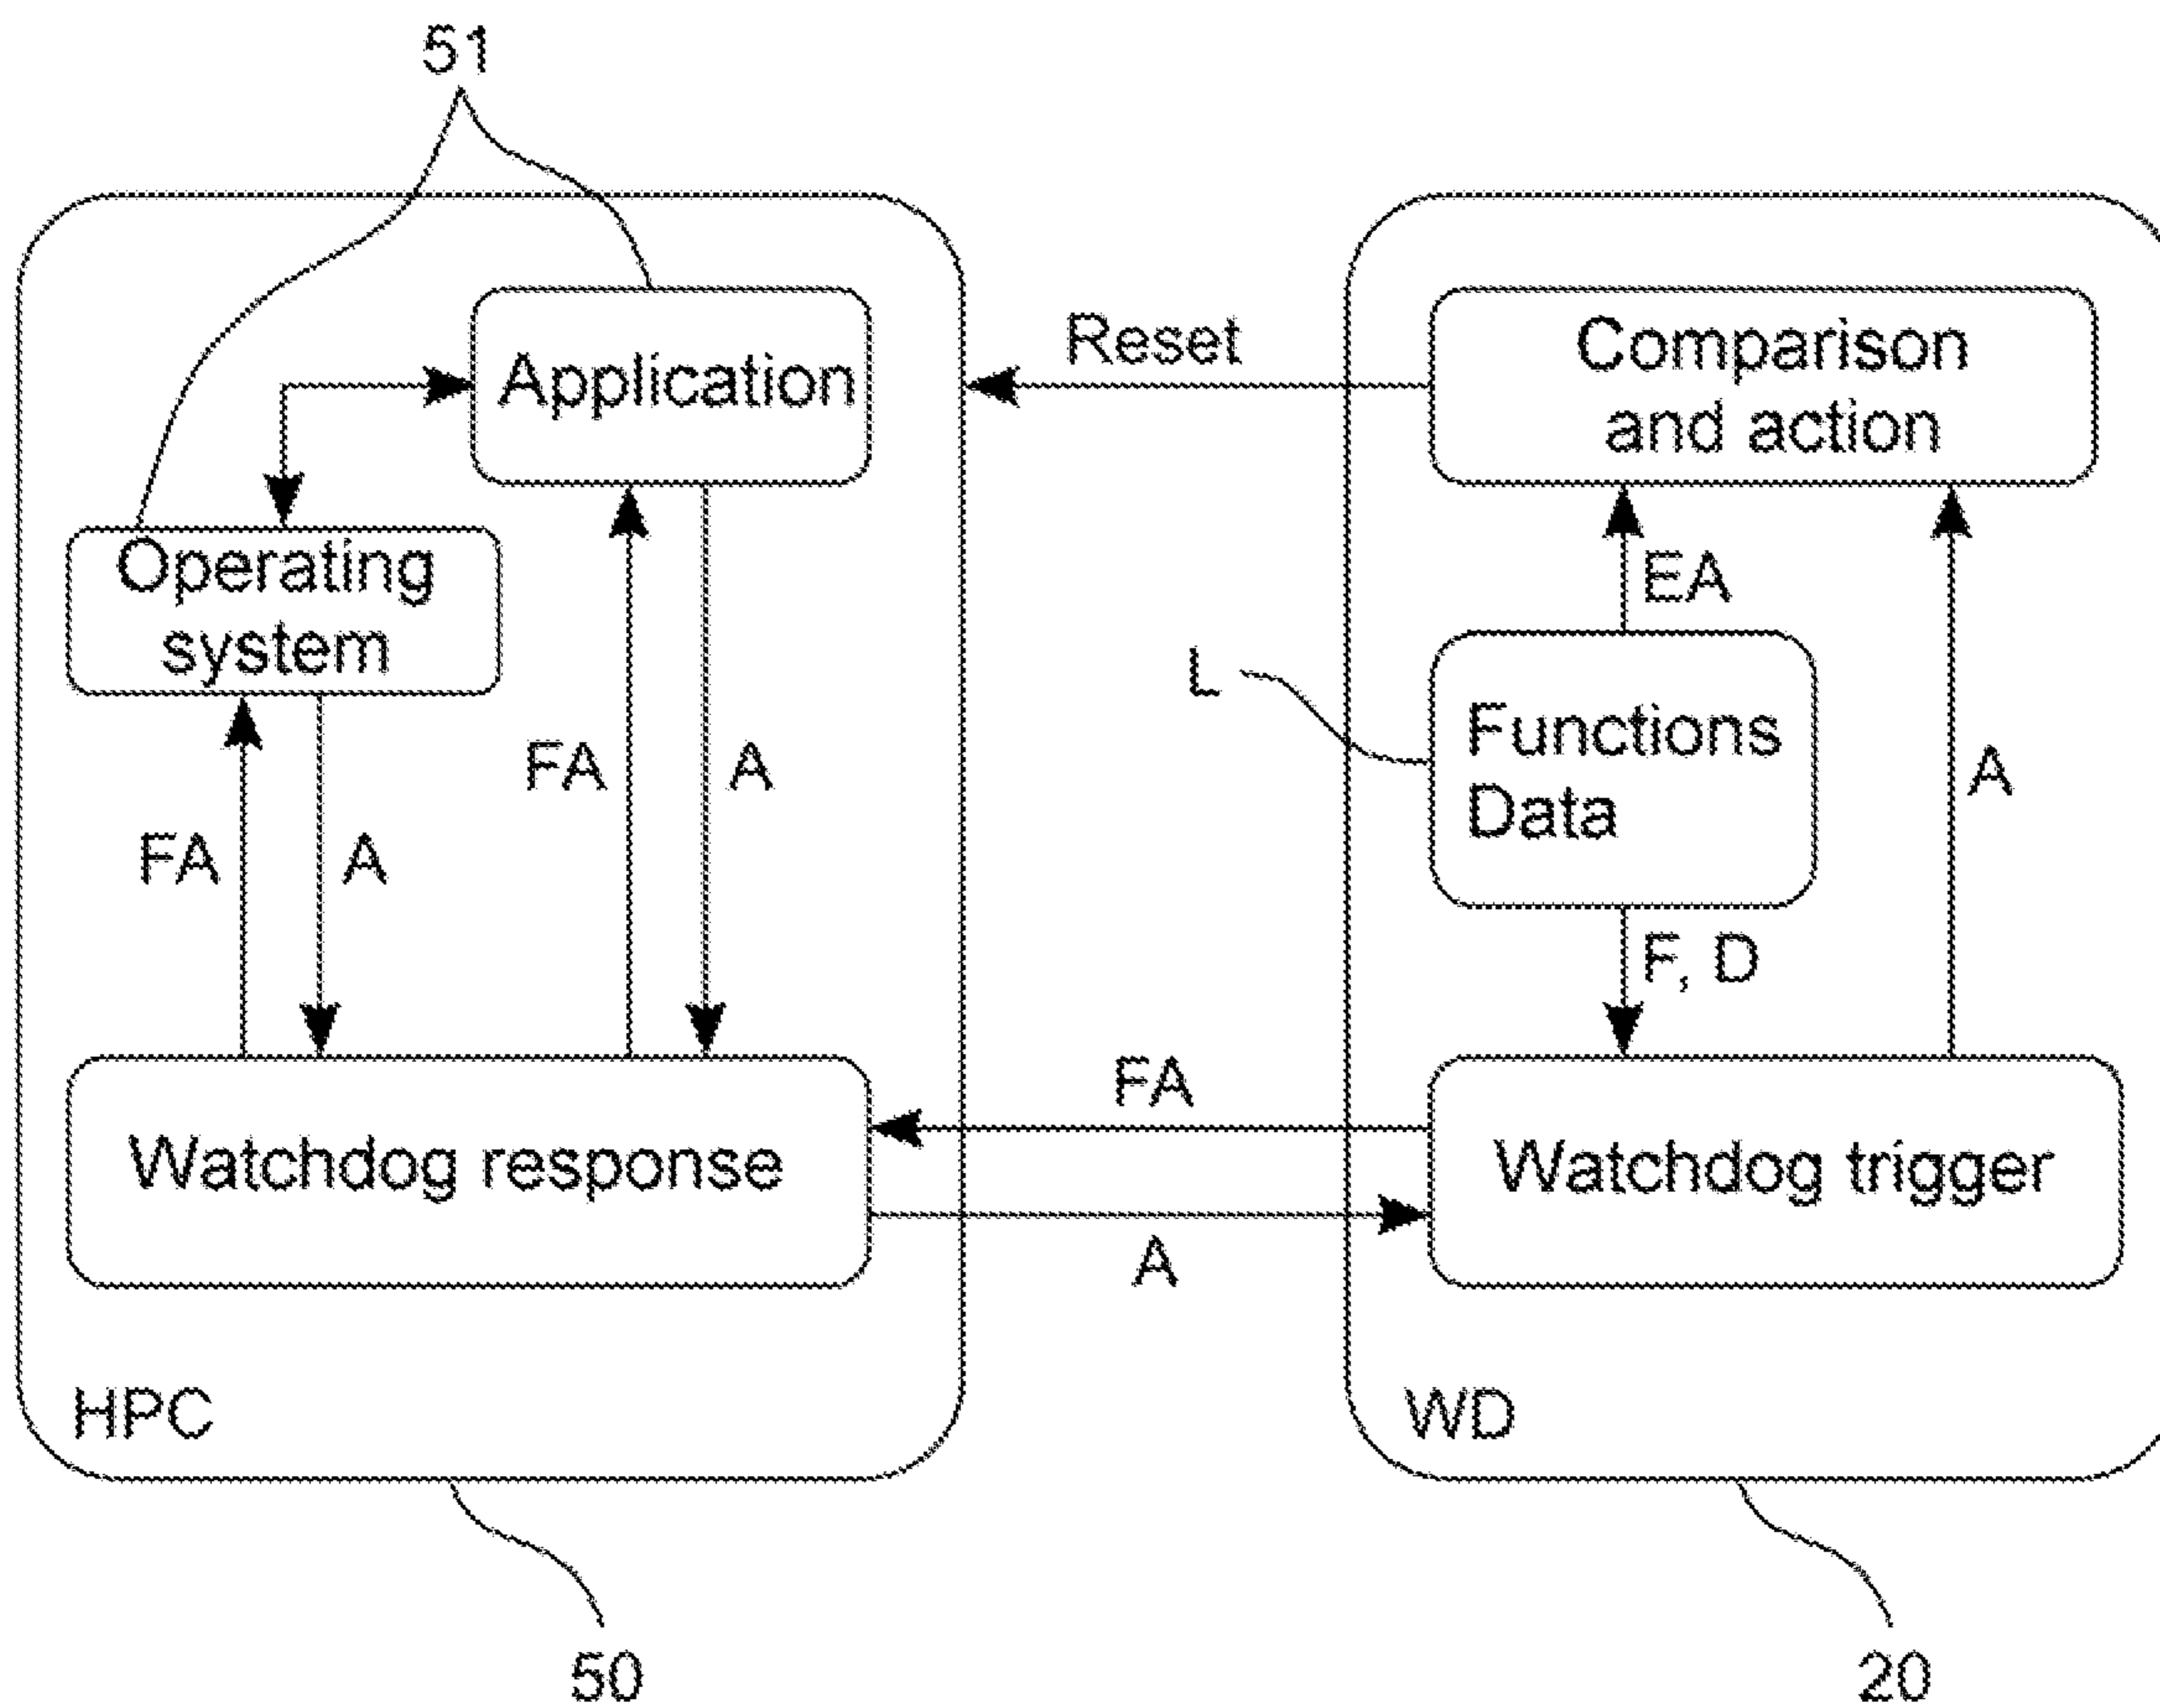 51
Application
Operating
system
FA
A
FA
A
Watchdog response
HPC
50
Reset
FA
A
Comparison
and action
EA
L
Functions
Data
A
F, D
Watchdog trigger
WD
20